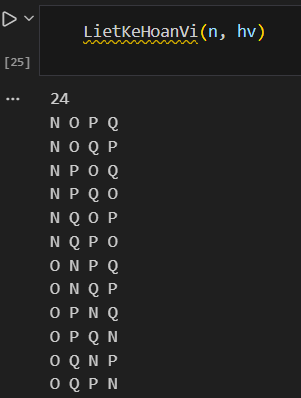 LietKeHoanVi(n, hv)
[25]
...
24
N O P Q
N O Q P
N P O Q
N P Q O
N Q O P
N Q P O
O N P Q
O N Q P
O P N Q
O P Q N
O Q N P
O Q P N